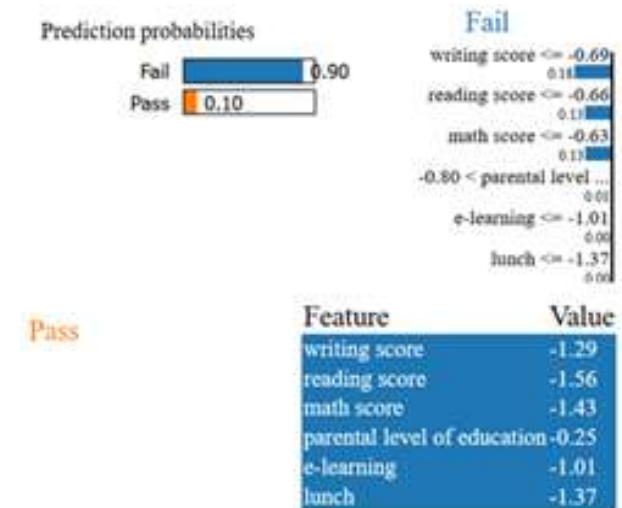 Prediction probabilities
Fail 0.90
Pass 0.10
Fail
writing score <= -0.69
0.18
reading score <= -0.66
0.13
math score <= -0.63
0.13
-0.80 < parental level ...
0.01
e-learning <= -1.01
0.00
lunch <= -1.37
0.00
Pass
Feature Value
writing score -1.29
reading score -1.56
math score -1.43
parental level of education -0.25
e-learning -1.01
lunch -1.37